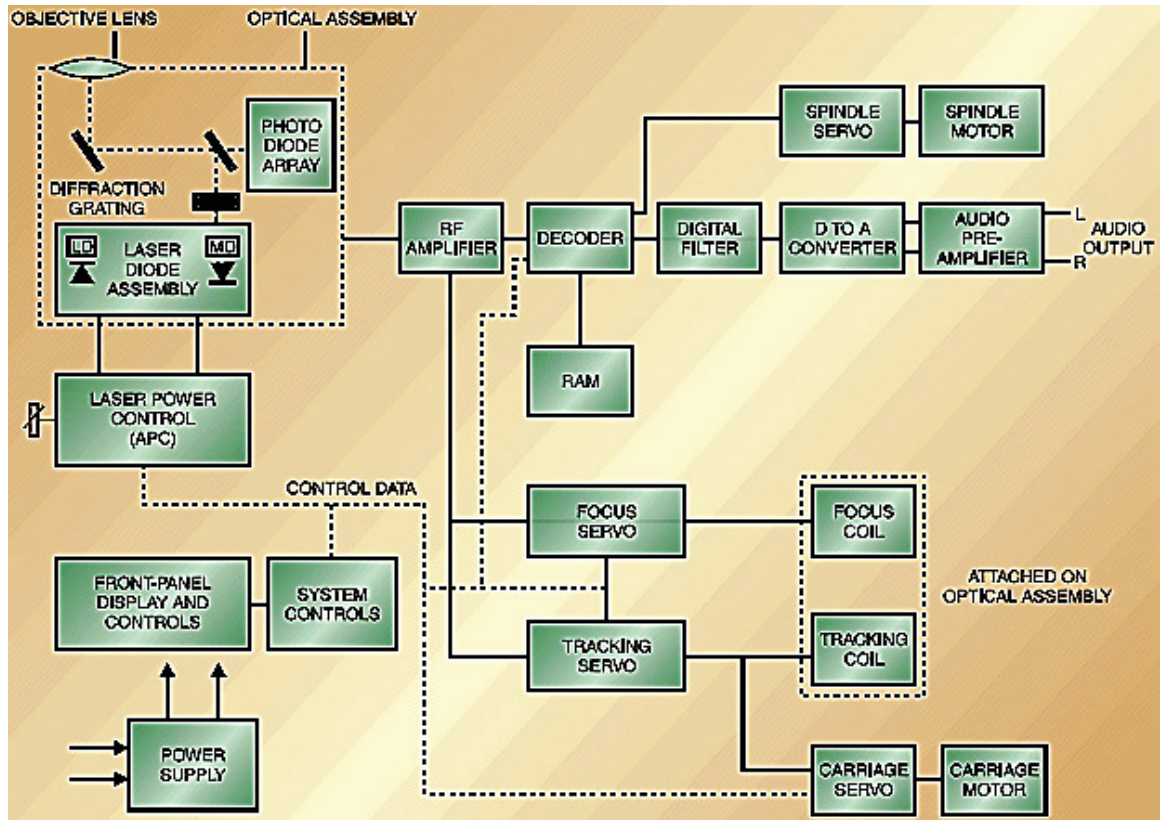 OBJECTIVE LENS
OPTICAL ASSEMBLY
PHOTO
DIODE
ARRAY
DIFFRACTION
GRATING
LD
MD
LASER
DIODE
ASSEMBLY
LASER POWER
CONTROL
(APC)
RF
AMPLIFIER
DECODER
DIGITAL
FILTER
D TO A
CONVERTER
AUDIO
PRE-
AMPLIFIER
L
R
AUDIO
OUTPUT
SPINDLE
SERVO
SPINDLE
MOTOR
RAM
CONTROL DATA
FOCUS
SERVO
FOCUS
COIL
ATTACHED ON
OPTICAL ASSEMBLY
FRONT-PANEL
DISPLAY AND
CONTROLS
SYSTEM
CONTROLS
TRACKING
SERVO
TRACKING
COIL
POWER
SUPPLY
CARRIAGE
SERVO
CARRIAGE
MOTOR